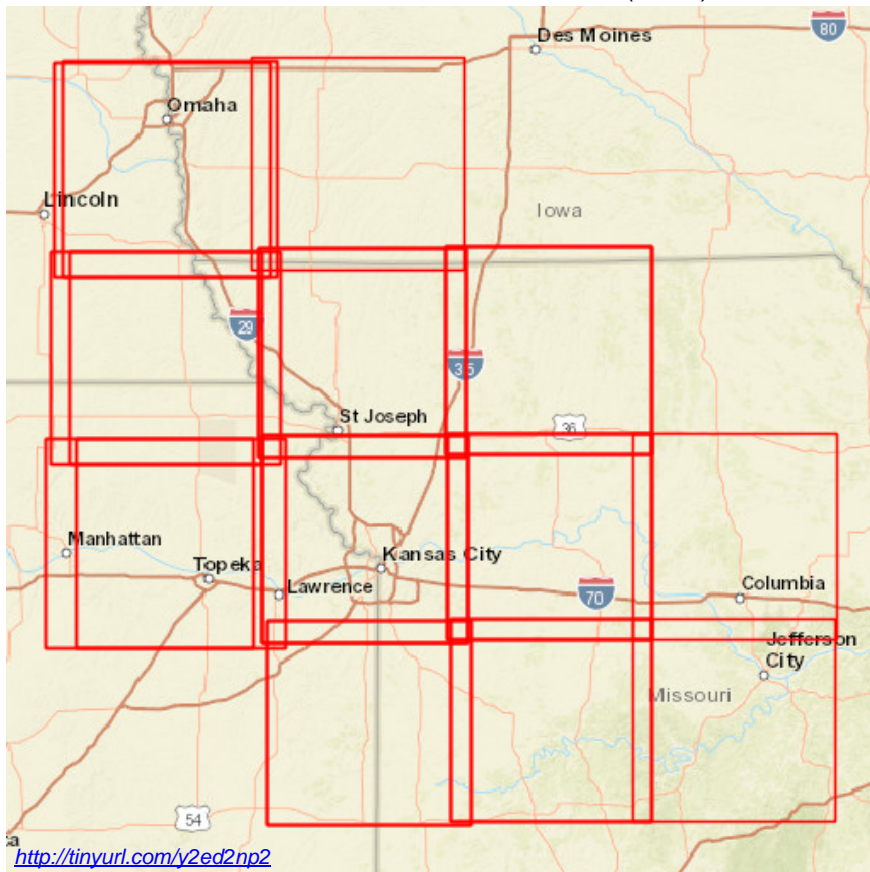 Des Moines
80
Omaha
Lincoln
Iowa
29
35
St Joseph
36
Manhattan
Kansas City
Topeka
Lawrence
70
Columbia
Jefferson
City
Missouri
54
http://tinyurl.com/y2ed2np2